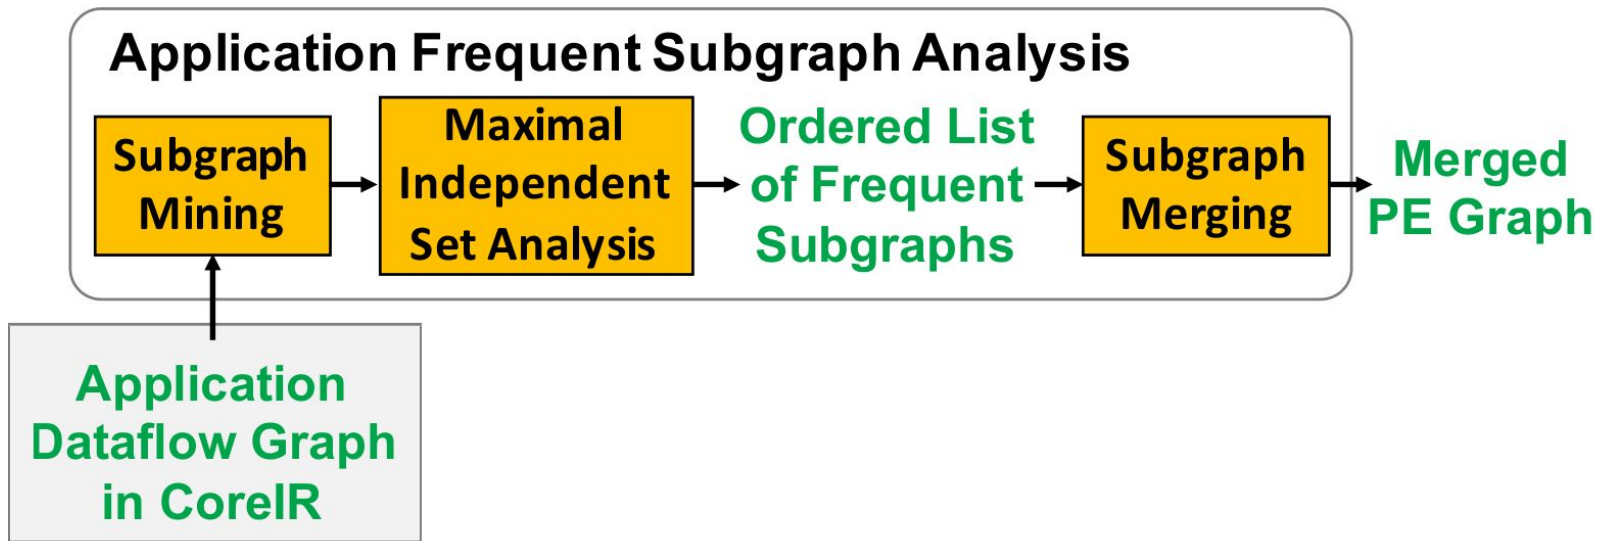 Application Frequent Subgraph Analysis
Subgraph
Mining
Maximal
Independent
Set Analysis
Ordered List
of Frequent
Subgraphs
Subgraph
Merging
Merged
PE Graph
Application
Dataflow Graph
in CoreIR